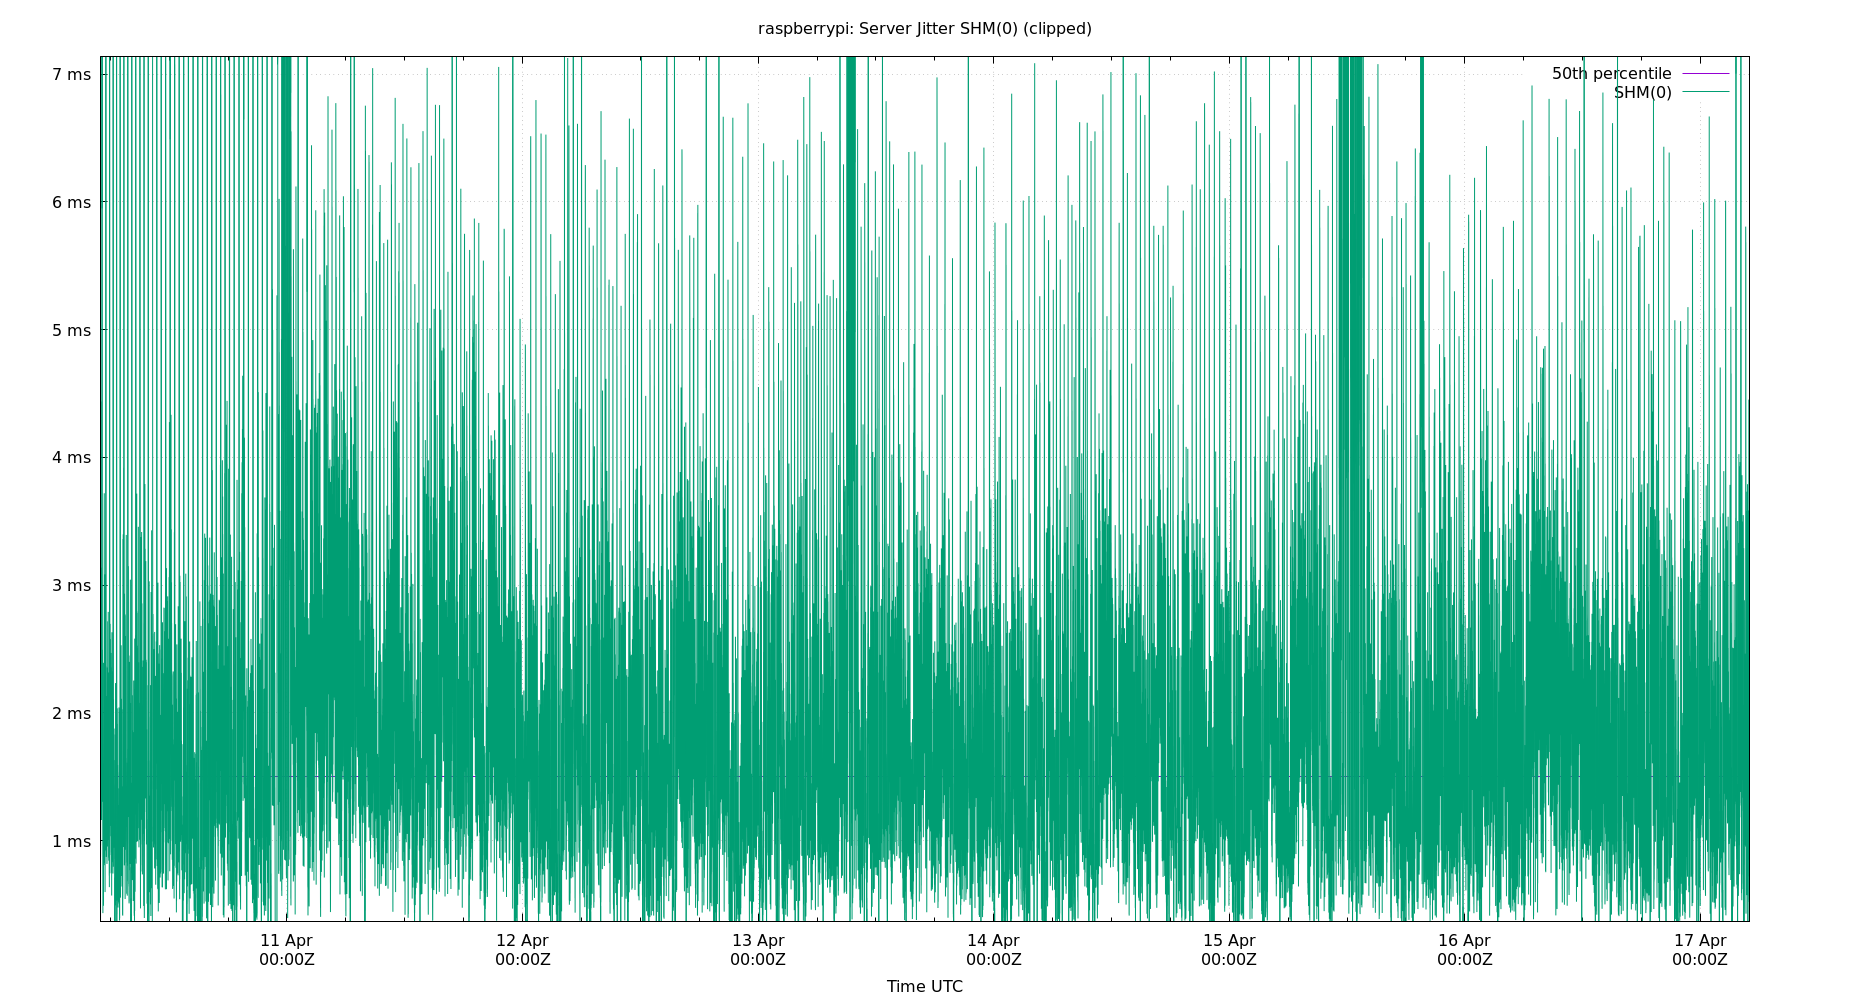 raspberrypi: Server Jitter SHM(0) (clipped)
7 ms
6 ms
5 ms
4 ms
3 ms
2 ms
1 ms
50th percentile
SHM(0)
11 Apr 12 Apr 13 Apr 14 Apr 15 Apr 16 Apr 17 Apr
00:00Z 00:00Z 00:00Z 00:00Z 00:00Z 00:00Z 00:00Z
Time UTC